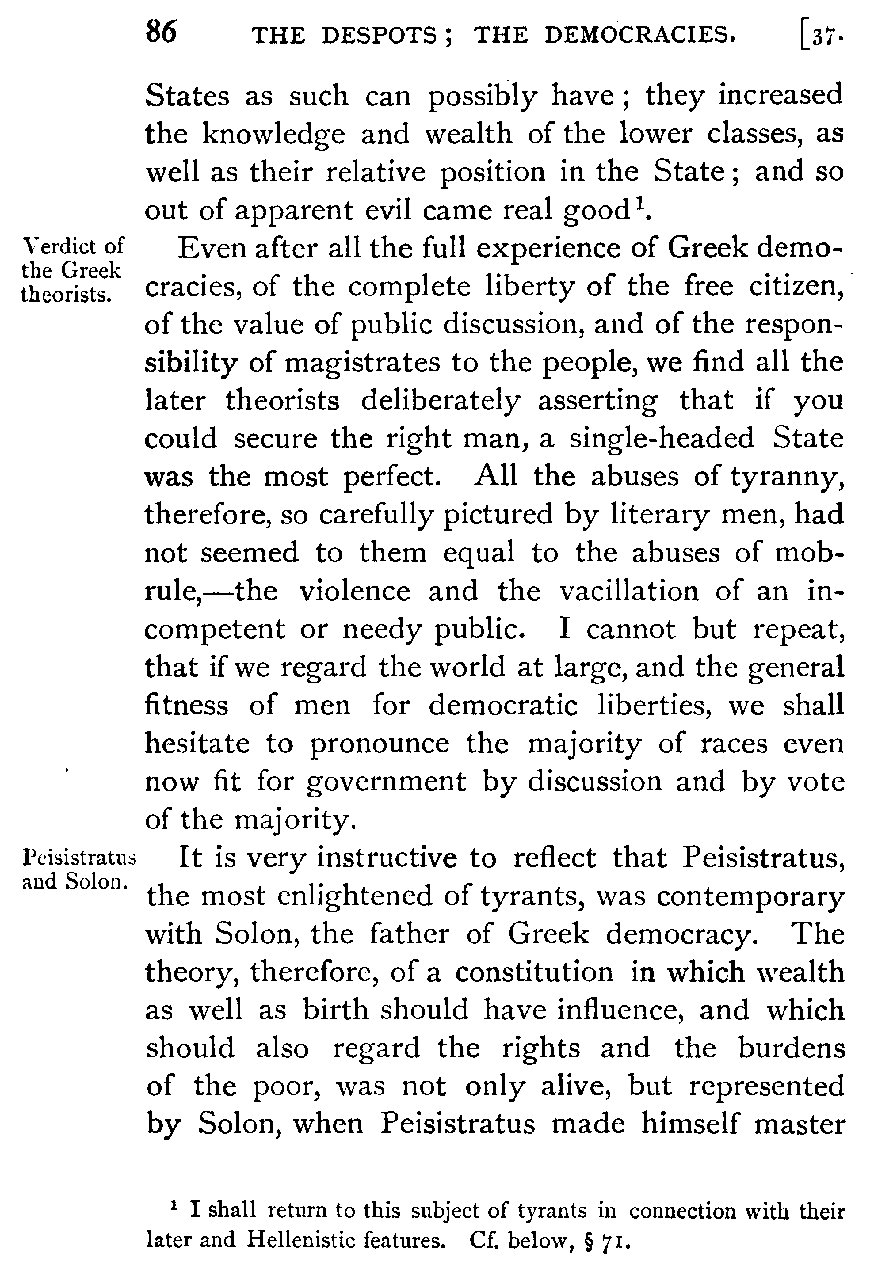 86 THE DESPOTS; THE DEMOCRACIES. [37.
States as such can possibly have; they increased
the knowledge and wealth of the lower classes, as
well as their relative position in the State; and so
out of apparent evil came real good¹.
Verdict of
the Greek
theorists.
Even after all the full experience of Greek demo-
cracies, of the complete liberty of the free citizen,
of the value of public discussion, and of the respon-
sibility of magistrates to the people, we find all the
later theorists deliberately asserting that if you
could secure the right man, a single-headed State
was the most perfect. All the abuses of tyranny,
therefore, so carefully pictured by literary men, had
not seemed to them equal to the abuses of mob-
rule,—the violence and the vacillation of an in-
competent or needy public. I cannot but repeat,
that if we regard the world at large, and the general
fitness of men for democratic liberties, we shall
hesitate to pronounce the majority of races even
now fit for government by discussion and by vote
of the majority.
Peisistratus
and Solon.
It is very instructive to reflect that Peisistratus,
the most enlightened of tyrants, was contemporary
with Solon, the father of Greek democracy. The
theory, therefore, of a constitution in which wealth
as well as birth should have influence, and which
should also regard the rights and the burdens
of the poor, was not only alive, but represented
by Solon, when Peisistratus made himself master
¹ I shall return to this subject of tyrants in connection with their
later and Hellenistic features. Cf. below, § 71.